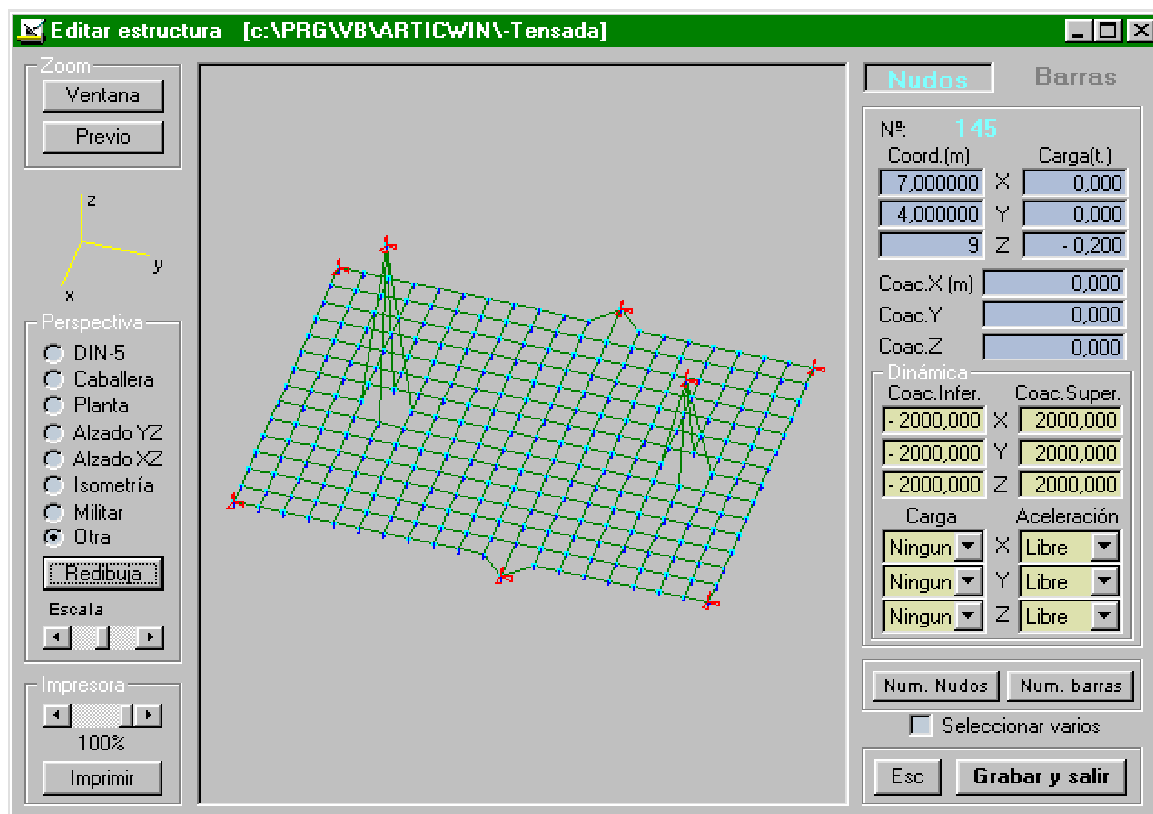 Editar estructura [c:\PRG\VB\ARTICWIN\-Tensada]
Zoom
Ventana
Previo
z
y
x
Perspectiva
DIN-5
Caballera
Planta
Alzado YZ
Alzado XZ
Isometría
Militar
Otra
Redibuja
Escala
Impresora
100%
Imprimir
Nudos Barras
Nº: 145
Coord.(m) Carga(t.)
7,000000 X 0,000
4,000000 Y 0,000
9 Z - 0,200
Coac.X (m) 0,000
Coac.Y 0,000
Coac.Z 0,000
Dinámica
Coac.Infer. Coac.Super.
- 2000,000 X 2000,000
- 2000,000 Y 2000,000
- 2000,000 Z 2000,000
Carga Aceleración
Ningun X Libre
Ningun Y Libre
Ningun Z Libre
Num. Nudos Num. barras
Seleccionar varios
Esc Grabar y salir